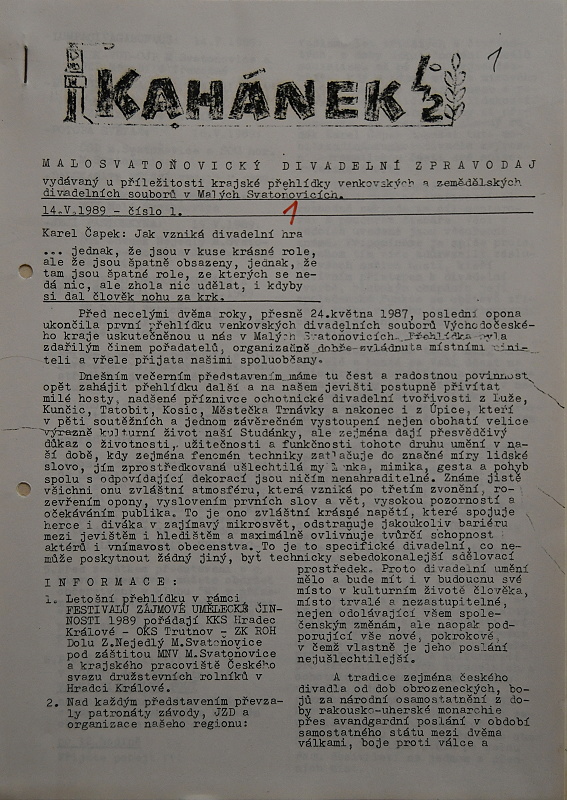 1
KAHÁNEK 1/2
MALOSVATOŇOVICKÝ DIVADELNÍ ZPRAVODAJ
vydávaný u příležitosti krajské přehlídky venkovských a zemědělských
divadelních souborů v Malých Svatoňovicích.
14.V.1989 - číslo 1.
1
Karel Čapek: Jak vzniká divadelní hra
... jednak, že jsou v kuse krásné role,
ale že jsou špatně obsazeny, jednak, že
tam jsou špatné role, ze kterých se ne-
dá nic, ale zhola nic udělat, i kdyby
si dal člověk nohu za krk.
Před necelými dvěma roky, přesně 24.května 1987, poslední opona
ukončila první přehlídku venkovských divadelních souborů Východočeské-
ho kraje uskutečněnou u nás v Malých Svatoňovicích. Přehlídka byla
zdařilým činem pořadatelů, organizačně dobře zvládnuta místními
teli a vřele přijata našimi spoluobčany.
Dnešním večerním představením máme tu čest a radostnou povinnost
opět zahájit přehlídku další a na našem jevišti postupně přivítat
milé hosty, nadšené příznivce ochotnické divadelní tvořivosti z Luže,
Kunčic, Tatobit, Kosic, Městečka Trnávky a nakonec i z Úpice, kteří
v pěti soutěžních a jednom závěrečném vystoupení nejen obohatí velice
výrazně kulturní život naší Studánky, ale zejména dají přesvědčivý
důkaz o životnosti, užitečnosti a funkčnosti tohoto druhu umění v na-
ší době, kdy zejména fenomén techniky zatlačuje do značné míry lidské
slovo, jím zprostředkovaná ušlechtilá myšlenka, mimika, gesta a pohyb
spolu s odpovídající dekorací jsou ničím nenahraditelné. Známe jistě
všichni onu zvláštní atmosféru, která vzniká po třetím zvonění, ro-
zevřením opony, vyslovením prvních slov a vět, vysokou pozorností a
očekáváním publika. To je ono zvláštní krásné napětí, které spojuje
herce i diváka v zajímavý mikrosvět, odstraňuje jakoukoliv bariéru
mezi jevištěm i hledištěm a maximálně ovlivňuje tvůrčí schopnost
aktérů i vnímavost obecenstva. To je to specifické divadelní, co ne-
může poskytnout žádný jiný, byť technicky sebedokonalejší sdělovací
prostředek. Proto divadelní umění
mělo a bude mít i v budoucnu své
místo v kulturním životě člověka,
místo trvalé a nezastupitelné,
nejen odolávající všem spole-
čenským změnám, ale naopak pod-
porující vše nové, pokrokové,
v čemž vlastně je jeho poslání
nejušlechtilejší.
A tradice zejména českého
divadla od dob obrozeneckých, bo-
jů za národní osamostatnění z do-
by rakousko-uherské monarchie
přes avandgardní poslání v období
samostatného státu mezi dvěma
válkami, boje proti válce a
INFORMACE:
1. Letošní přehlídku v rámci
FESTIVALU ZÁJMOVÉ UMĚLECKÉ ČIN-
NOSTI 1989 pořádají KKS Hradec
Králové - OKS Trutnov - ZK ROH
Dolu Z.Nejedlý M.Svatoňovice
pod záštitou MNV M.Svatoňovice
a krajského pracoviště Českého
svazu družstevních rolníků v
Hradci Králové.
2. Nad každým představením převza-
ly patronáty závody, JZD a
organizace našeho regionu: